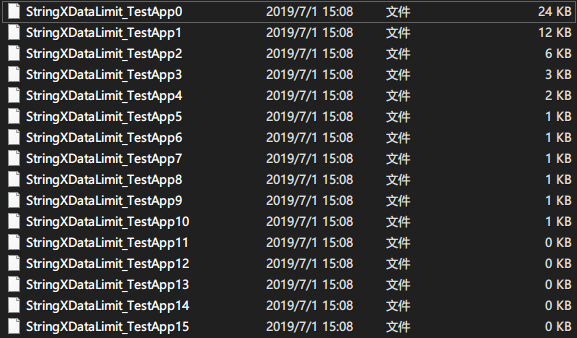 StringXDataLimit_TestApp0 2019/7/1 15:08 文件 24 KB
StringXDataLimit_TestApp1 2019/7/1 15:08 文件 12 KB
StringXDataLimit_TestApp2 2019/7/1 15:08 文件 6 KB
StringXDataLimit_TestApp3 2019/7/1 15:08 文件 3 KB
StringXDataLimit_TestApp4 2019/7/1 15:08 文件 2 KB
StringXDataLimit_TestApp5 2019/7/1 15:08 文件 1 KB
StringXDataLimit_TestApp6 2019/7/1 15:08 文件 1 KB
StringXDataLimit_TestApp7 2019/7/1 15:08 文件 1 KB
StringXDataLimit_TestApp8 2019/7/1 15:08 文件 1 KB
StringXDataLimit_TestApp9 2019/7/1 15:08 文件 1 KB
StringXDataLimit_TestApp10 2019/7/1 15:08 文件 1 KB
StringXDataLimit_TestApp11 2019/7/1 15:08 文件 0 KB
StringXDataLimit_TestApp12 2019/7/1 15:08 文件 0 KB
StringXDataLimit_TestApp13 2019/7/1 15:08 文件 0 KB
StringXDataLimit_TestApp14 2019/7/1 15:08 文件 0 KB
StringXDataLimit_TestApp15 2019/7/1 15:08 文件 0 KB